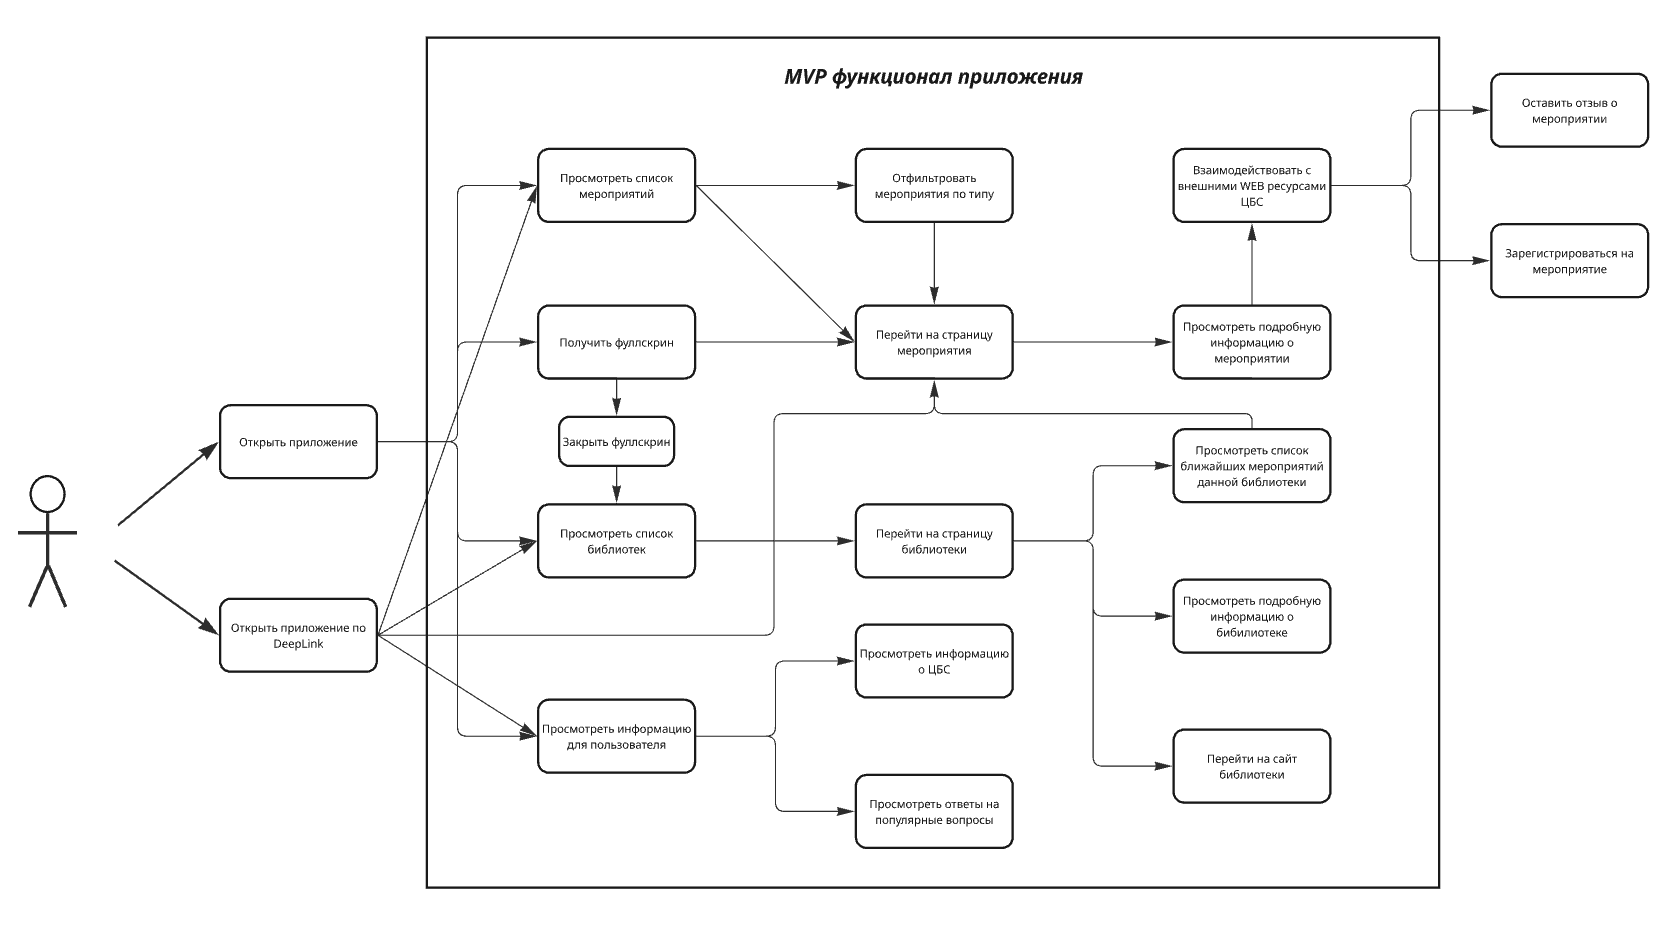 MVP функционал приложения
Оставить отзыв о
мероприятии
Просмотреть список
мероприятий
Отфильтровать
мероприятия по типу
Взаимодействовать с
внешними WEB ресурсами
ЦБС
Зарегистрироваться на
мероприятие
Получить фуллскрин
Перейти на страницу
мероприятия
Просмотреть подробную
информацию о
мероприятии
Открыть приложение
Закрыть фуллскрин
Просмотреть список
ближайших мероприятий
данной библиотеки
Просмотреть список
библиотек
Перейти на страницу
библиотеки
Открыть приложение по
DeepLink
Просмотреть информацию
о ЦБС
Просмотреть подробную
информацию о
бибилиотеке
Просмотреть информацию
для пользователя
Перейти на сайт
библиотеки
Просмотреть ответы на
популярные вопросы